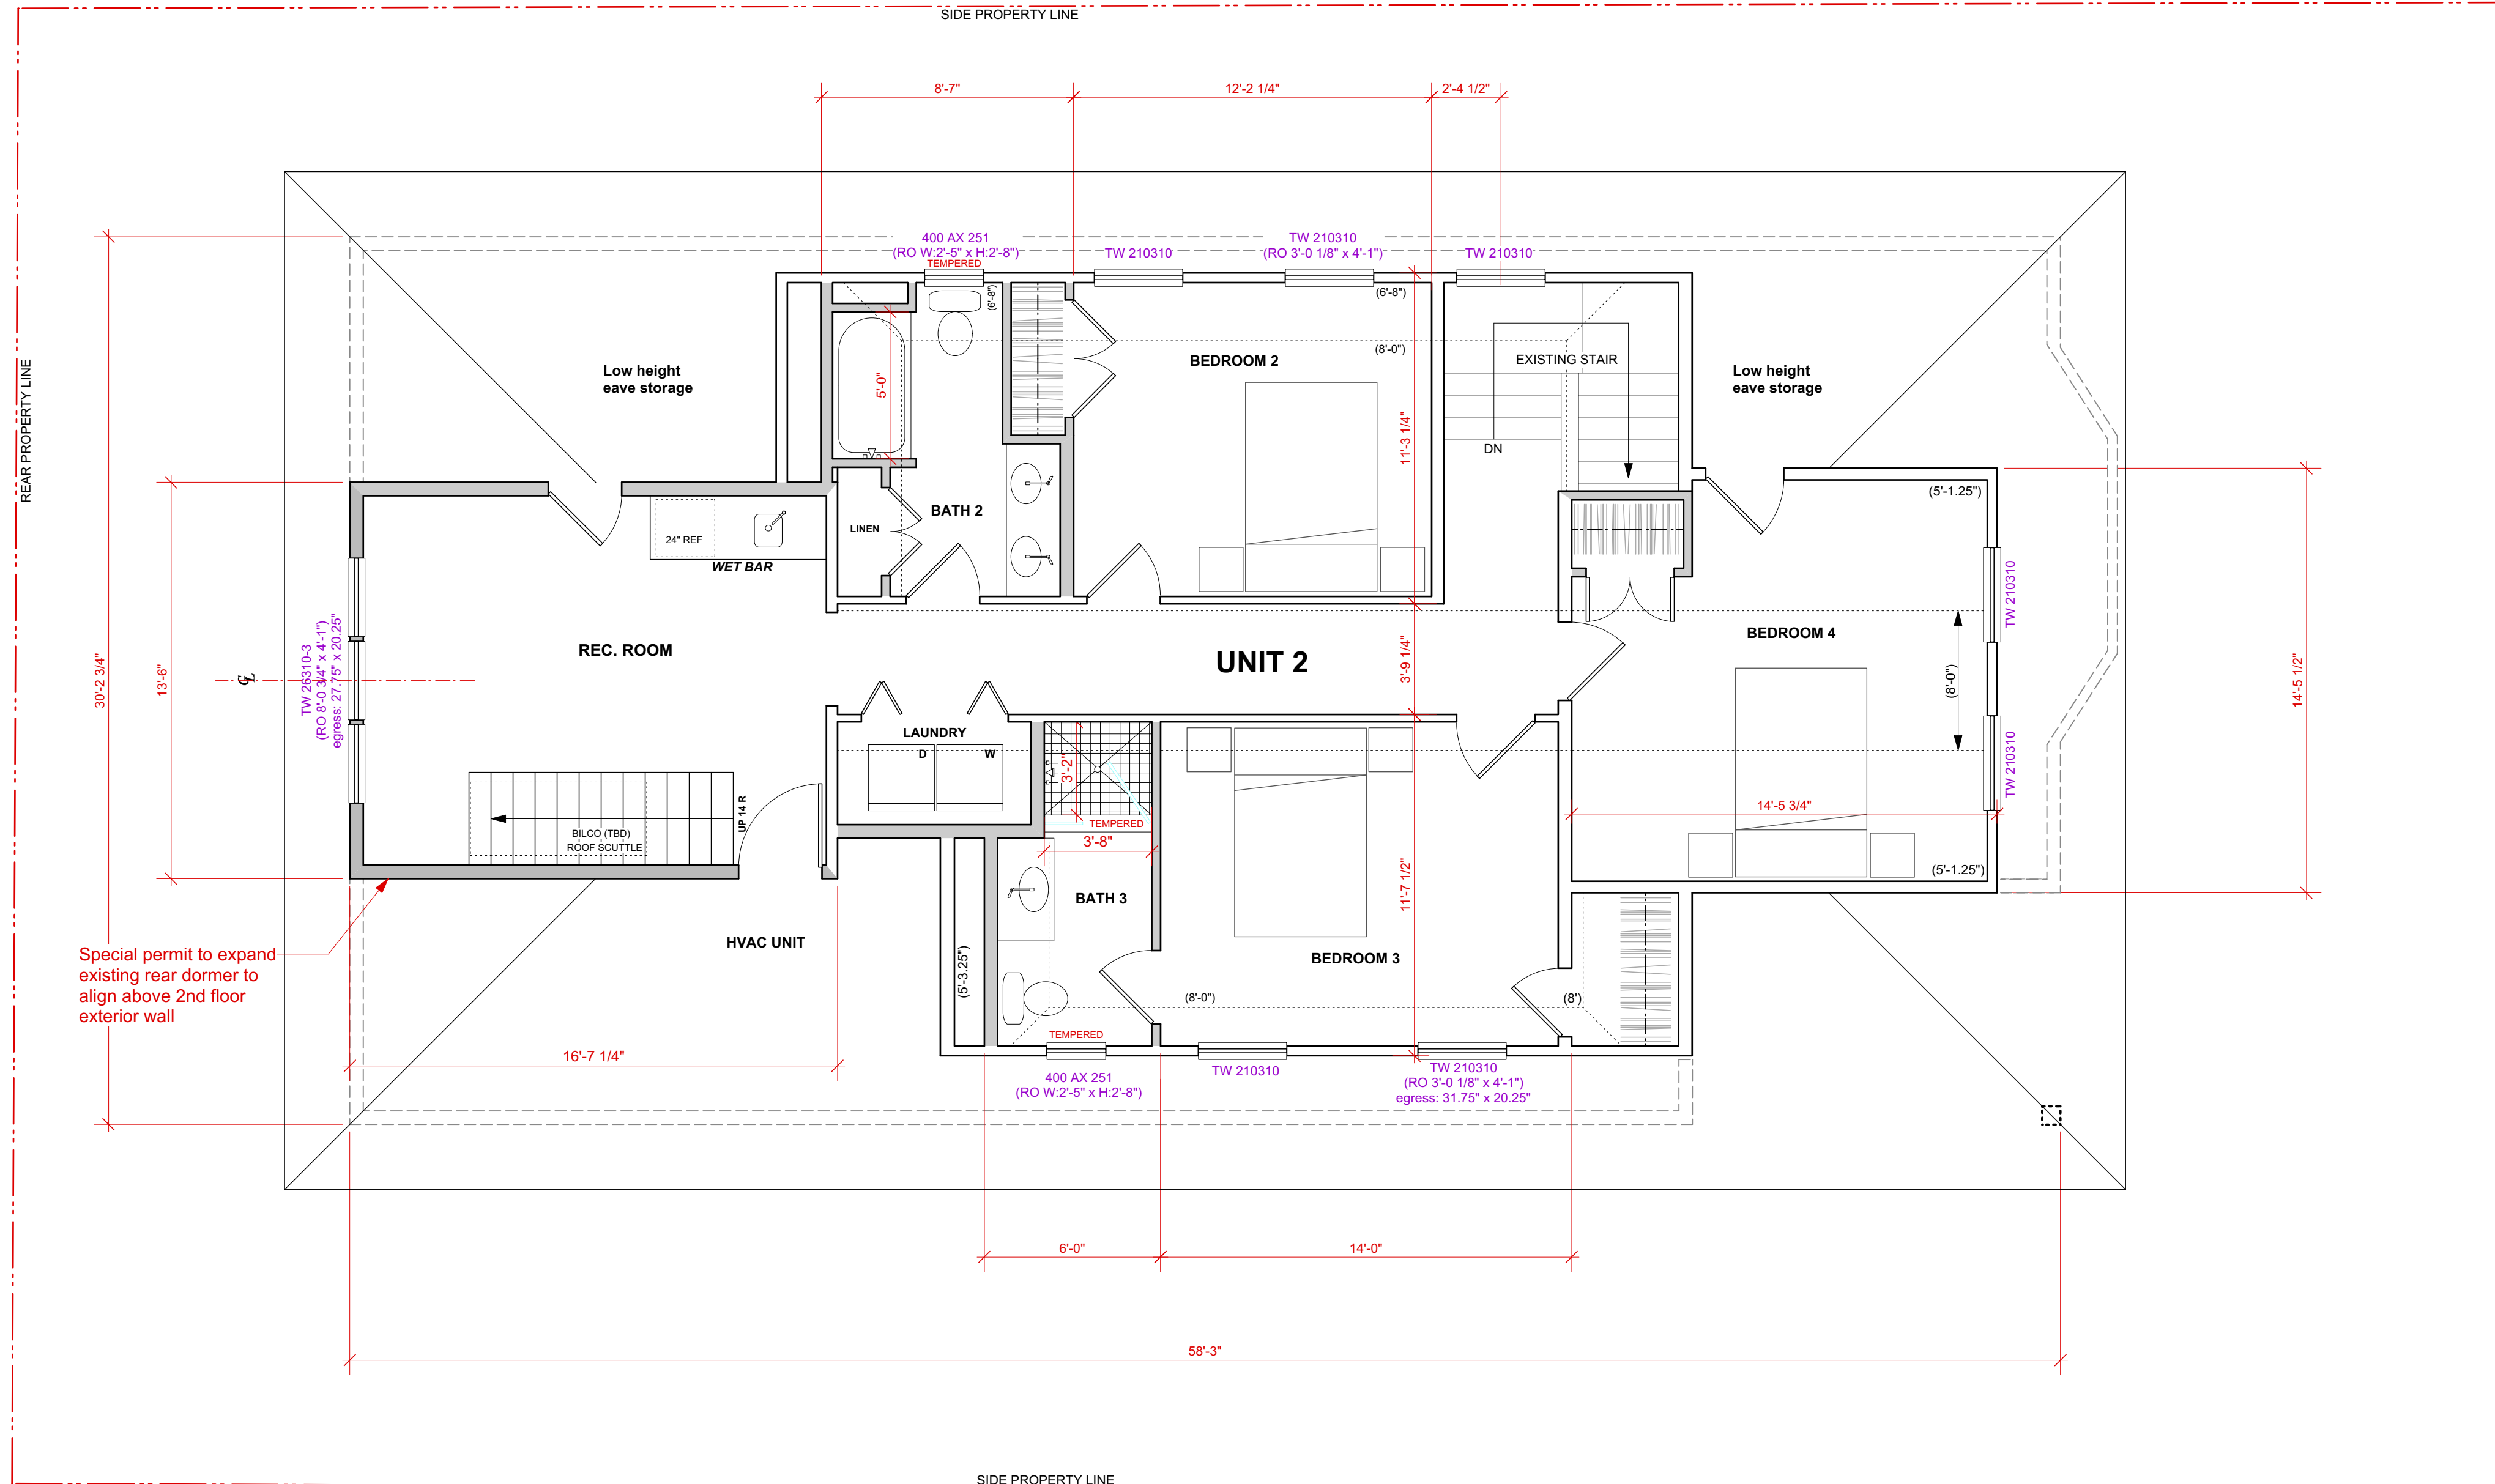 SIDE PROPERTY LINE
8'-7"
12'-2 1/4"
2'-4 1/2"
400 AX 251
(RO W:2'-5" x H:2'-8")
TEMPERED
TW 210310
TW 210310
(RO 3'-0 1/8" x 4'-1")
TW 210310
(6'-8")
(6'-8")
(8'-0")
BEDROOM 2
EXISTING STAIR
DN
Low height
eave storage
Low height
eave storage
REAR PROPERTY LINE
5'-0"
11'-3 1/4"
BATH 2
LINEN
24" REF
WET BAR
(5'-1.25")
REC. ROOM
TW 26310-3
(RO 8'-0 3/4" x 4'-1")
egress: 27.75" x 20.25"
CL
30'-2 3/4"
13'-6"
UNIT 2
3'-9 1/4"
BEDROOM 4
TW 210310
(8'-0")
14'-5 1/2"
TW 210310
14'-5 3/4"
(5'-1.25")
LAUNDRY
D
W
3'-2"
TEMPERED
3'-8"
UP 14 R
BILCO (TBD)
ROOF SCUTTLE
11'-7 1/2"
BATH 3
HVAC UNIT
(5'-3.25")
BEDROOM 3
(8'-0")
(8')
Special permit to expand
existing rear dormer to
align above 2nd floor
exterior wall
16'-7 1/4"
TEMPERED
400 AX 251
(RO W:2'-5" x H:2'-8")
TW 210310
TW 210310
(RO 3'-0 1/8" x 4'-1")
egress: 31.75" x 20.25"
6'-0"
14'-0"
58'-3"
SIDE PROPERTY LINE